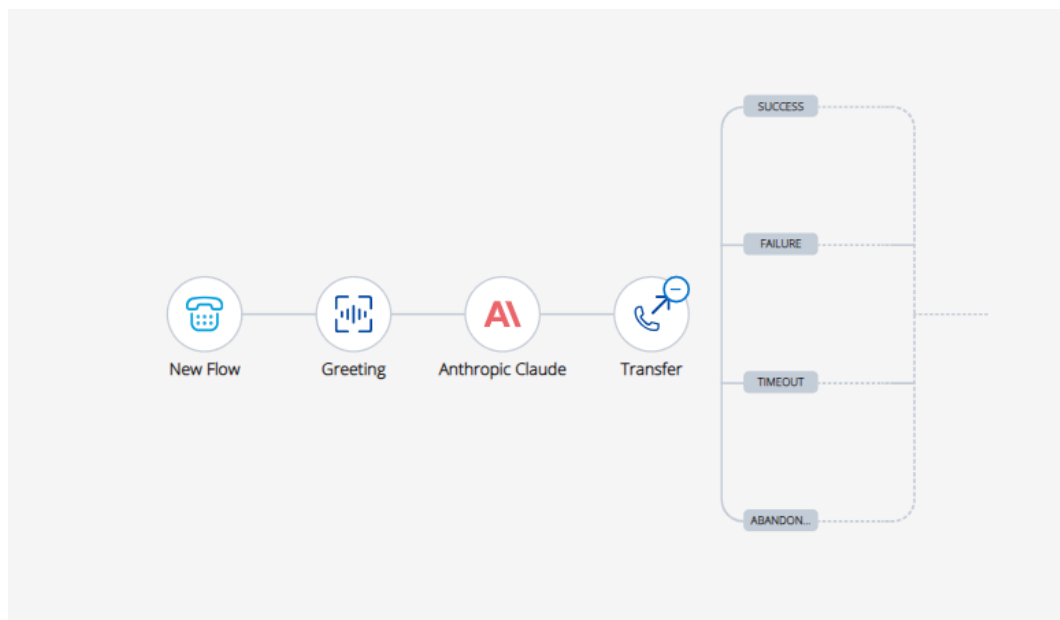 SUCCESS
FAILURE
New Flow
Greeting
Anthropic Claude
Transfer
TIMEOUT
ABANDON...